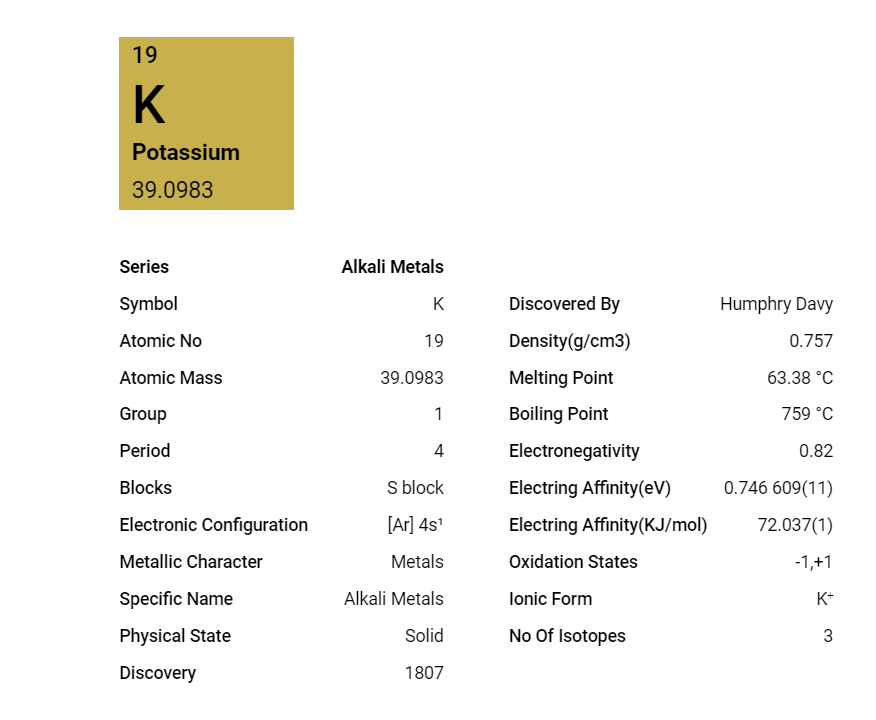 19
K
Potassium
39.0983
Series Alkali Metals
Symbol K
Atomic No 19
Atomic Mass 39.0983
Group 1
Period 4
Blocks S block
Electronic Configuration [Ar] 4s¹
Metallic Character Metals
Specific Name Alkali Metals
Physical State Solid
Discovery 1807
Discovered By Humphry Davy
Density(g/cm3) 0.757
Melting Point 63.38 °C
Boiling Point 759 °C
Electronegativity 0.82
Electring Affinity(eV) 0.746 609(11)
Electring Affinity(KJ/mol) 72.037(1)
Oxidation States -1,+1
Ionic Form K⁺
No Of Isotopes 3